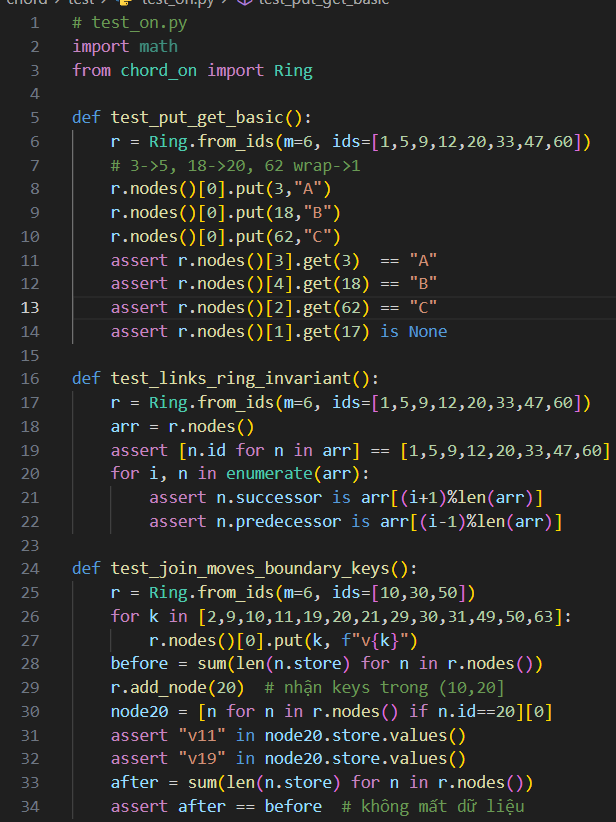 chord > test > test_on.py > test_put_get_basic
1 # test_on.py
2 import math
3 from chord_on import Ring
4
5 def test_put_get_basic():
6     r = Ring.from_ids(m=6, ids=[1,5,9,12,20,33,47,60])
7     # 3->5, 18->20, 62 wrap->1
8     r.nodes()[0].put(3,"A")
9     r.nodes()[0].put(18,"B")
10     r.nodes()[0].put(62,"C")
11     assert r.nodes()[3].get(3)  == "A"
12     assert r.nodes()[4].get(18) == "B"
13     assert r.nodes()[2].get(62) == "C"
14     assert r.nodes()[1].get(17) is None
15
16 def test_links_ring_invariant():
17     r = Ring.from_ids(m=6, ids=[1,5,9,12,20,33,47,60])
18     arr = r.nodes()
19     assert [n.id for n in arr] == [1,5,9,12,20,33,47,60]
20     for i, n in enumerate(arr):
21         assert n.successor is arr[(i+1)%len(arr)]
22         assert n.predecessor is arr[(i-1)%len(arr)]
23
24 def test_join_moves_boundary_keys():
25     r = Ring.from_ids(m=6, ids=[10,30,50])
26     for k in [2,9,10,11,19,20,21,29,30,31,49,50,63]:
27         r.nodes()[0].put(k, f"v{k}")
28     before = sum(len(n.store) for n in r.nodes())
29     r.add_node(20)  # nhận keys trong (10,20]
30     node20 = [n for n in r.nodes() if n.id==20][0]
31     assert "v11" in node20.store.values()
32     assert "v19" in node20.store.values()
33     after = sum(len(n.store) for n in r.nodes())
34     assert after == before  # không mất dữ liệu